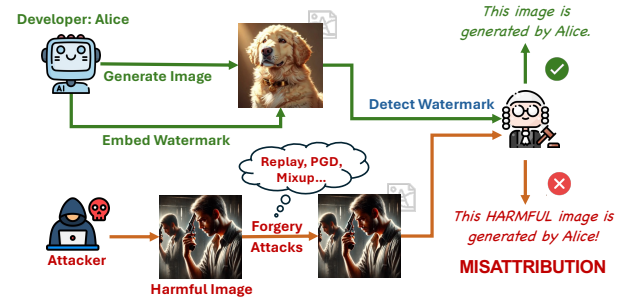 Developer: Alice
This image is
generated by Alice.
AI
Generate Image
Detect Watermark
Embed Watermark
Replay, PGD,
Mixup...
Forgery
Attacks
This HARMFUL image is
generated by Alice!
Attacker
Harmful Image
MISATTRIBUTION